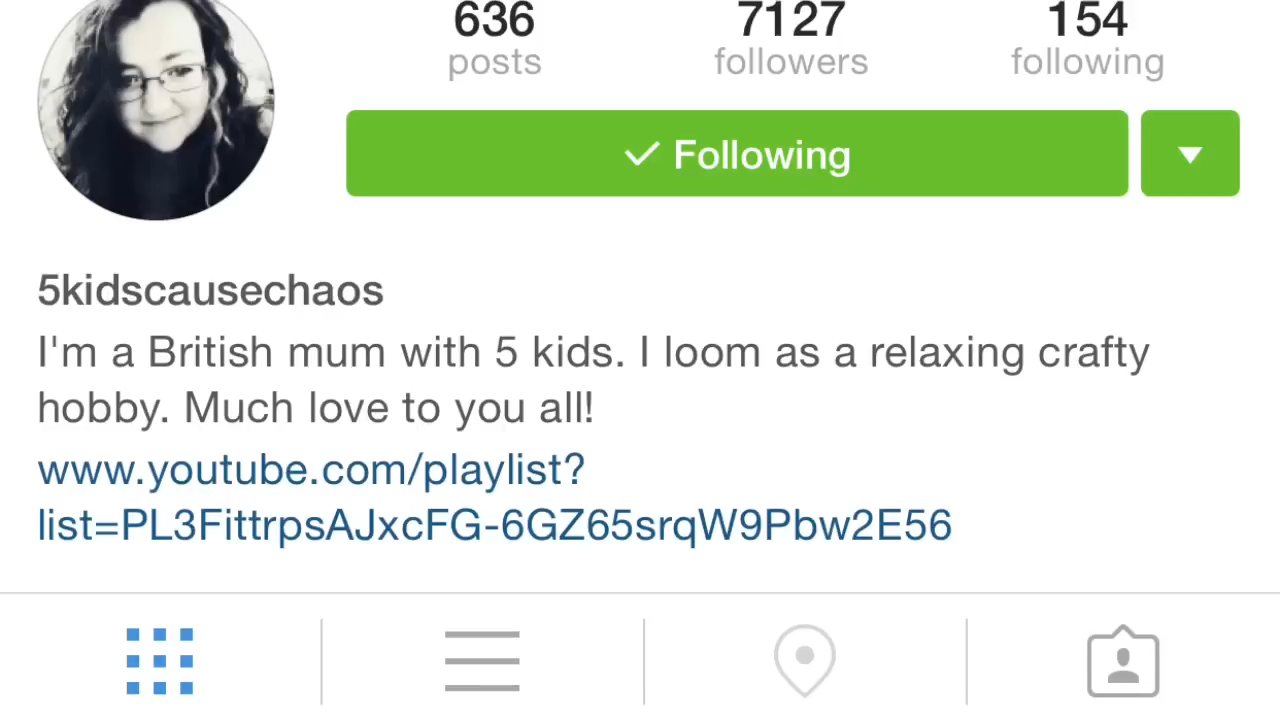 636 7127 154
posts followers following
Following
5kidscausechaos
I'm a British mum with 5 kids. I loom as a relaxing crafty
hobby. Much love to you all!
www.youtube.com/playlist?
list=PL3FittrpsAJxcFG-6GZ65srqW9Pbw2E56